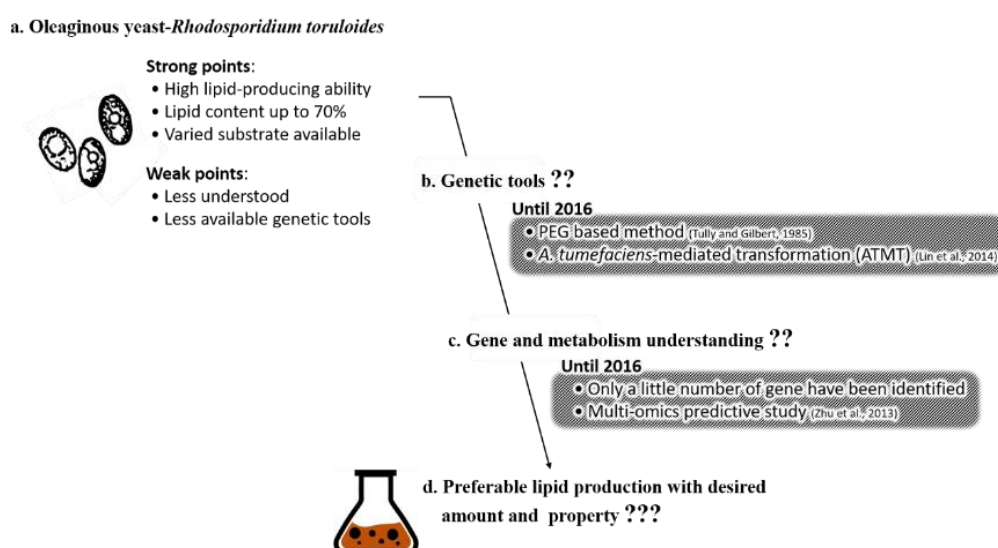 a. Oleaginous yeast-Rhodosporidium toruloides
Strong points:
• High lipid-producing ability
• Lipid content up to 70%
• Varied substrate available
Weak points:
• Less understood
• Less available genetic tools
b. Genetic tools ??
Until 2016
• PEG based method (Tully and Gilbert, 1985)
• A. tumefaciens-mediated transformation (ATMT) (Lin et al., 2014)
c. Gene and metabolism understanding ??
Until 2016
• Only a little number of gene have been identified
• Multi-omics predictive study (Zhu et al., 2013)
d. Preferable lipid production with desired
amount and property ???